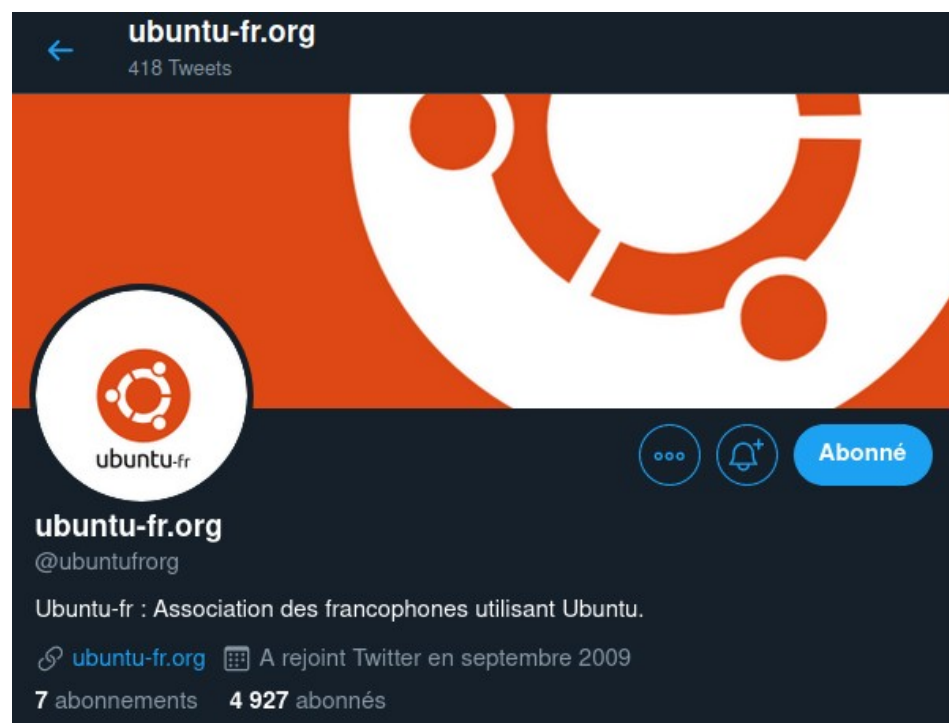 ubuntu-fr.org
418 Tweets
ubuntu-fr
Abonné
ubuntu-fr.org
@ubuntufrorg
Ubuntu-fr : Association des francophones utilisant Ubuntu.
ubuntu-fr.org A rejoint Twitter en septembre 2009
7 abonnements 4 927 abonnés